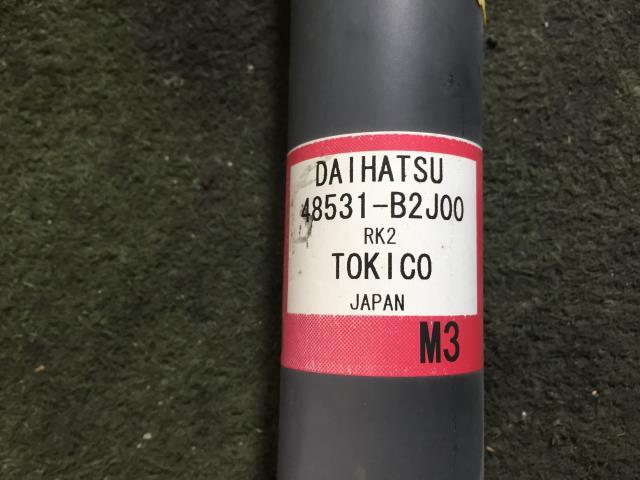 DAIHATSU
48531-B2J00
RK2
TOKICO
JAPAN
M3